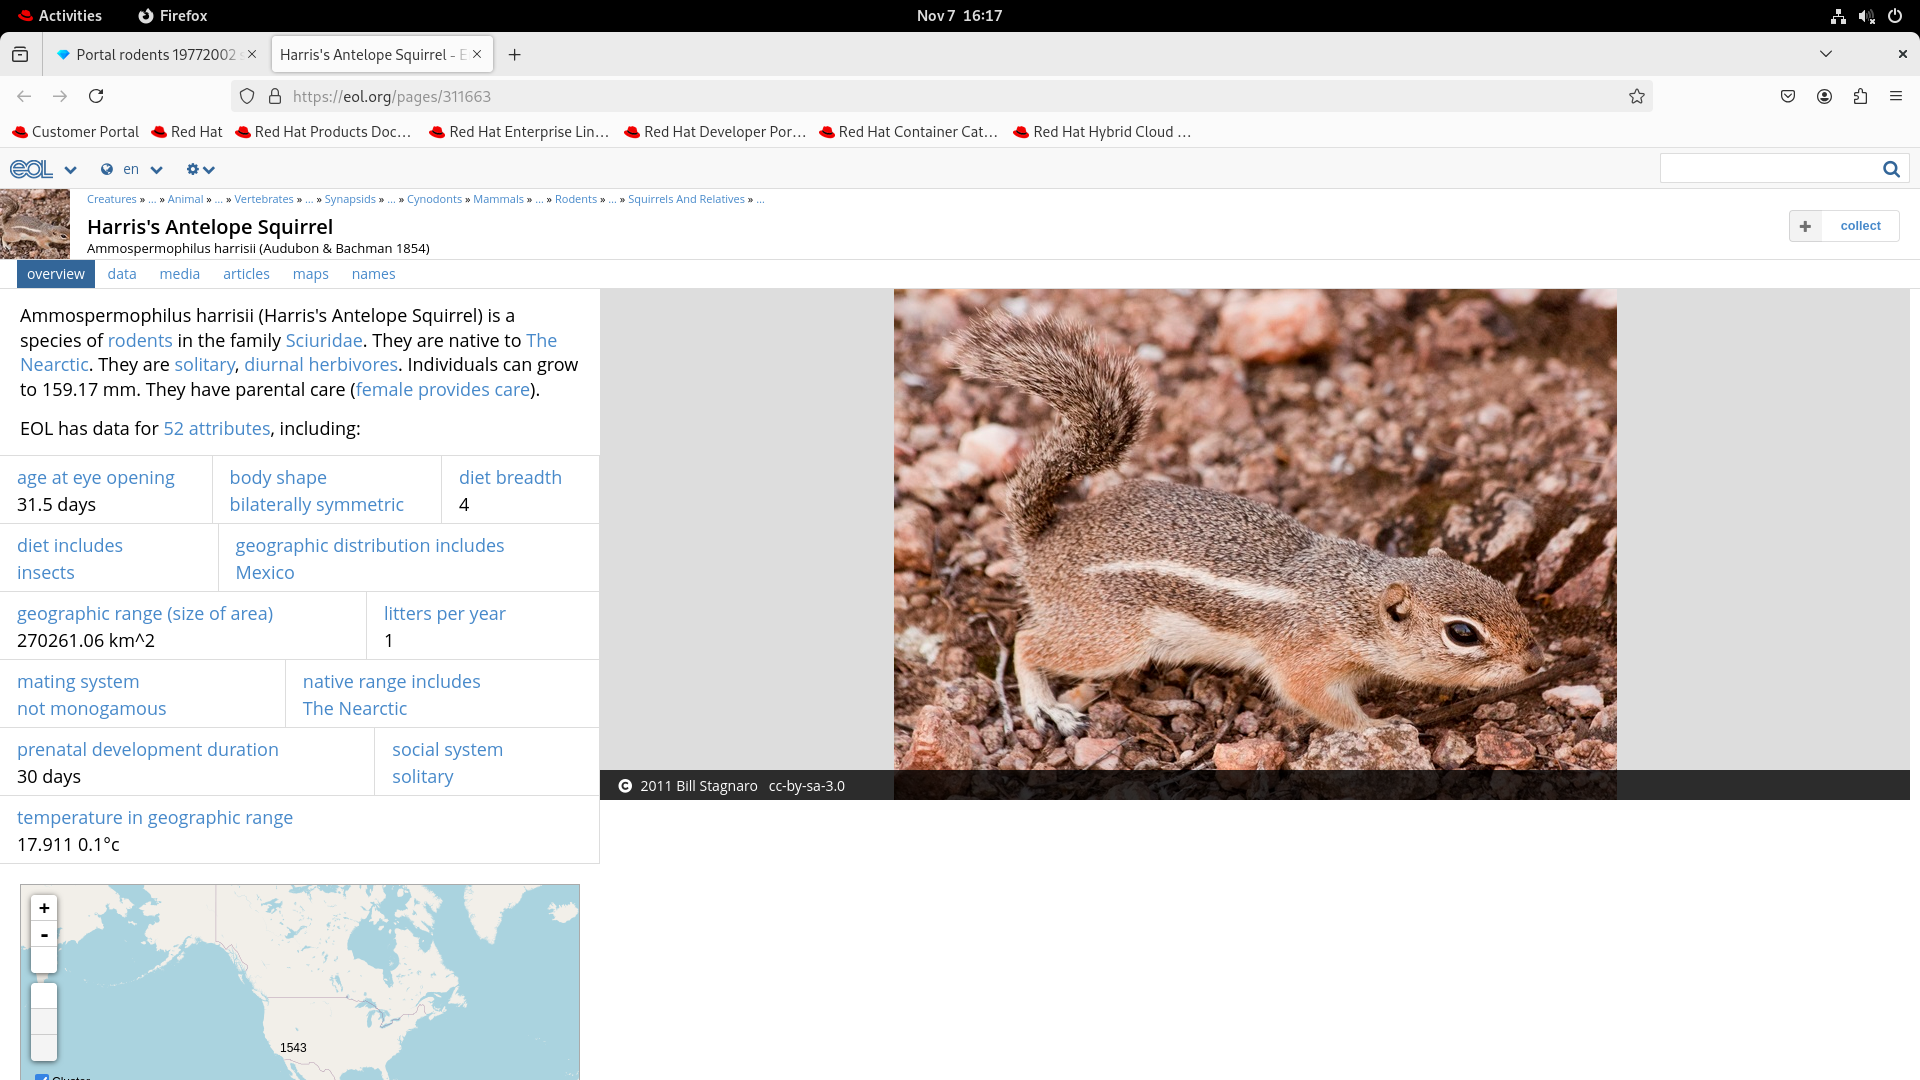 Activities Firefox Nov 7 16:17
Portal rodents 19772002 Harris's Antelope Squirrel - E
https://eol.org/pages/311663
Customer Portal Red Hat Red Hat Products Doc… Red Hat Enterprise Lin… Red Hat Developer Por… Red Hat Container Cat… Red Hat Hybrid Cloud …
eol en
Creatures » ... » Animal » ... » Vertebrates » ... » Synapsids » ... » Cynodonts » Mammals » ... » Rodents » ... » Squirrels And Relatives » ...
Harris's Antelope Squirrel
Ammospermophilus harrisii (Audubon & Bachman 1854)
+ collect
overview data media articles maps names
Ammospermophilus harrisii (Harris's Antelope Squirrel) is a
species of rodents in the family Sciuridae. They are native to The
Nearctic. They are solitary, diurnal herbivores. Individuals can grow
to 159.17 mm. They have parental care (female provides care).
EOL has data for 52 attributes, including:
age at eye opening
31.5 days
body shape
bilaterally symmetric
diet breadth
4
diet includes
insects
geographic distribution includes
Mexico
geographic range (size of area)
270261.06 km^2
litters per year
1
mating system
not monogamous
native range includes
The Nearctic
prenatal development duration
30 days
social system
solitary
temperature in geographic range
17.911 0.1°c
© 2011 Bill Stagnaro cc-by-sa-3.0
+
-
1543
Cluster